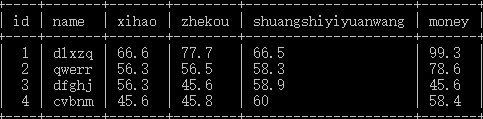 id | name | xihao | zhekou | shuangshiyiyuanwang | money
1 | dlxzq | 66.6 | 77.7 | 66.5 | 99.3
2 | qwerr | 56.3 | 56.5 | 58.3 | 78.6
3 | dfghj | 56.3 | 45.6 | 58.9 | 45.6
4 | cvbnm | 45.6 | 45.8 | 60 | 58.4